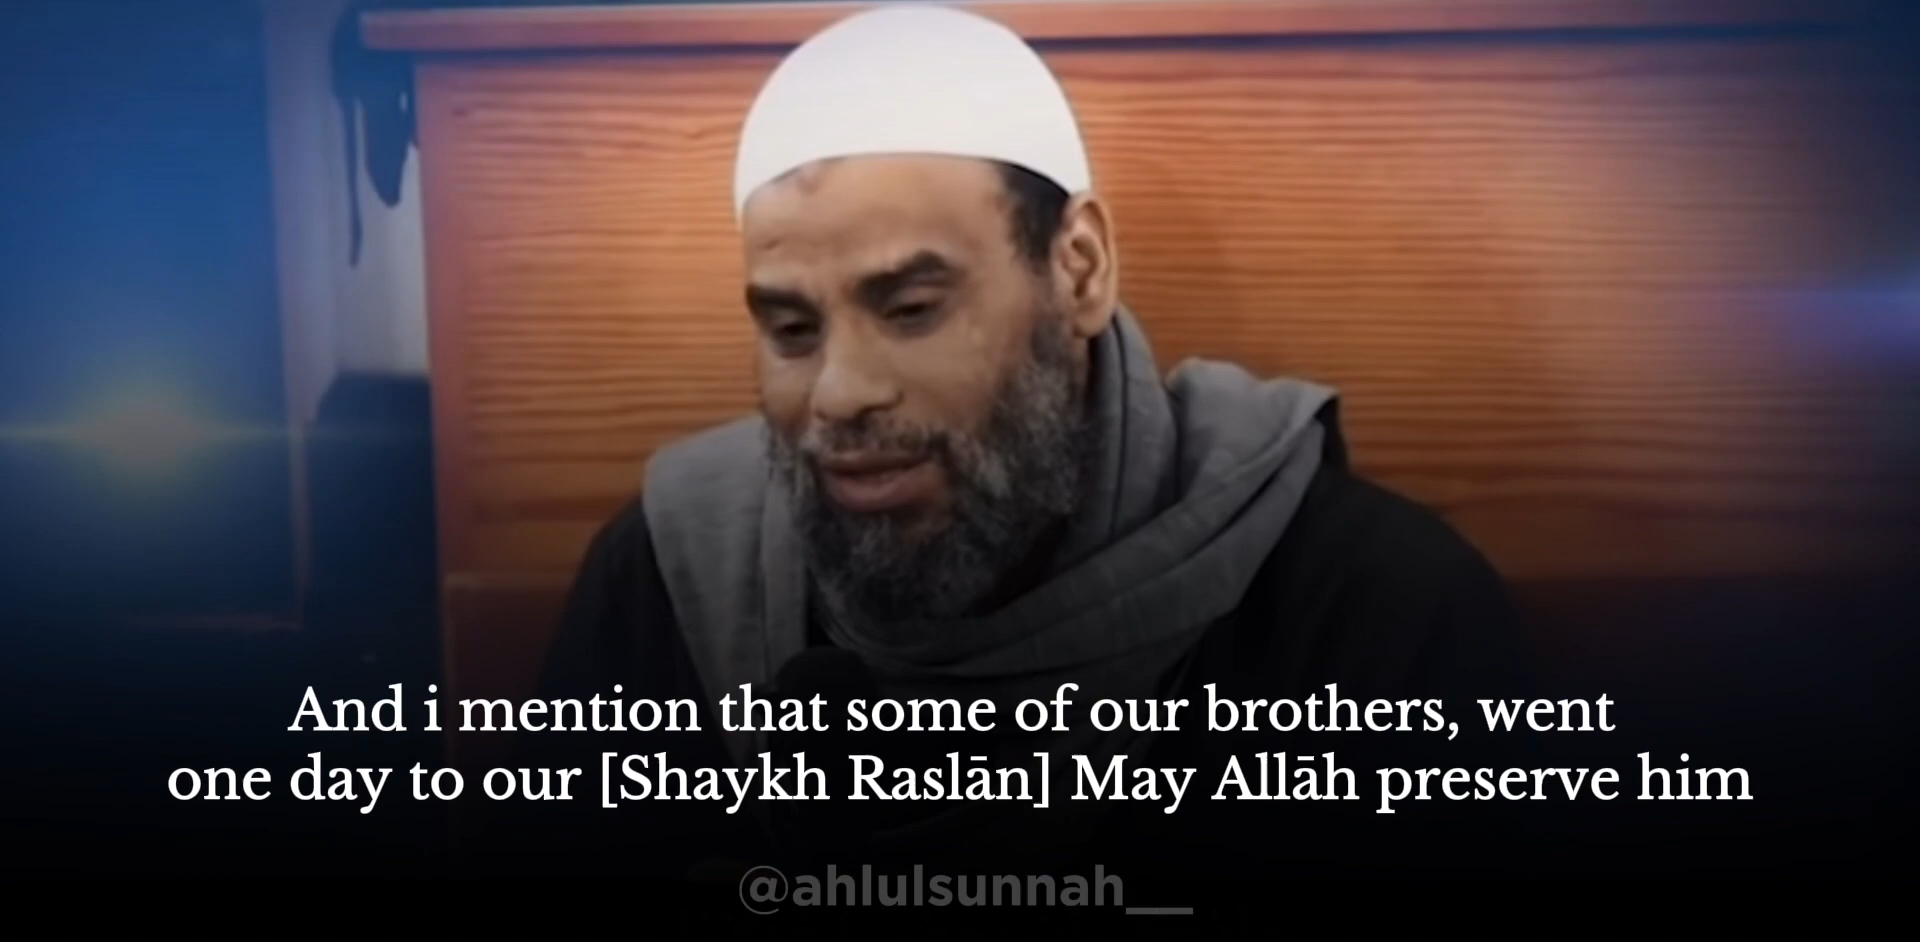 And i mention that some of our brothers, went
one day to our [Shaykh Raslān] May Allāh preserve him
@ahlulsunnah__